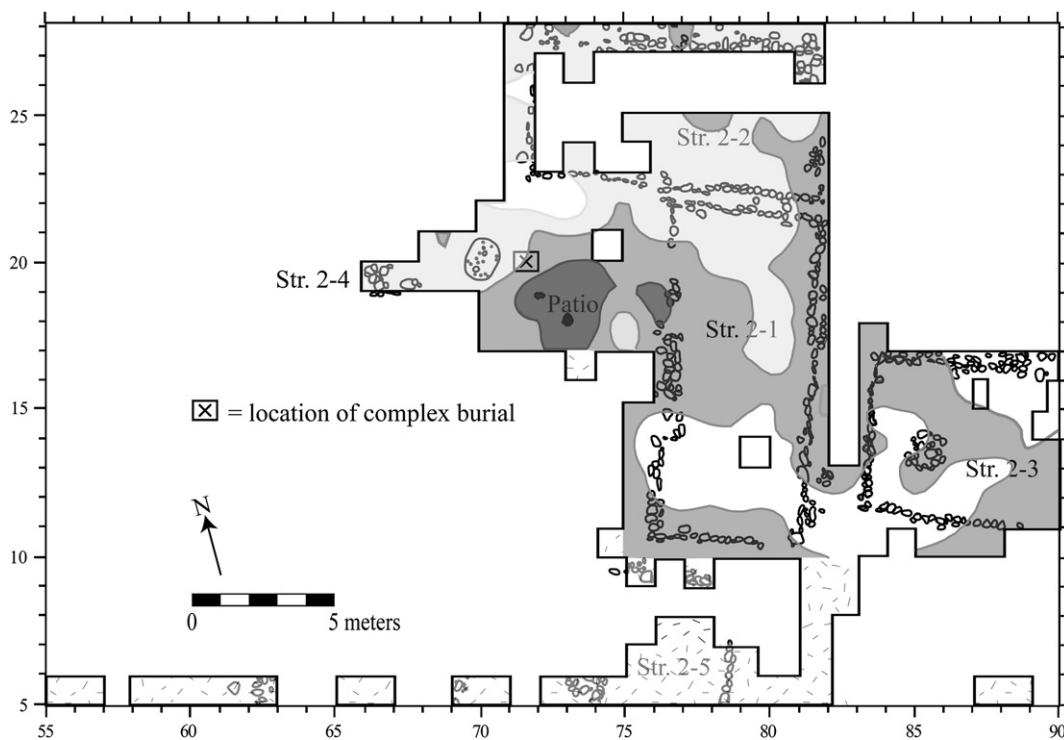 Str. 2-2
25
20
Str. 2-4
Patio
Str. 2-1
15
= location of complex burial
Str. 2-3
N
10
0
5 meters
Str. 2-5
5
55
60
65
70
75
80
85
90